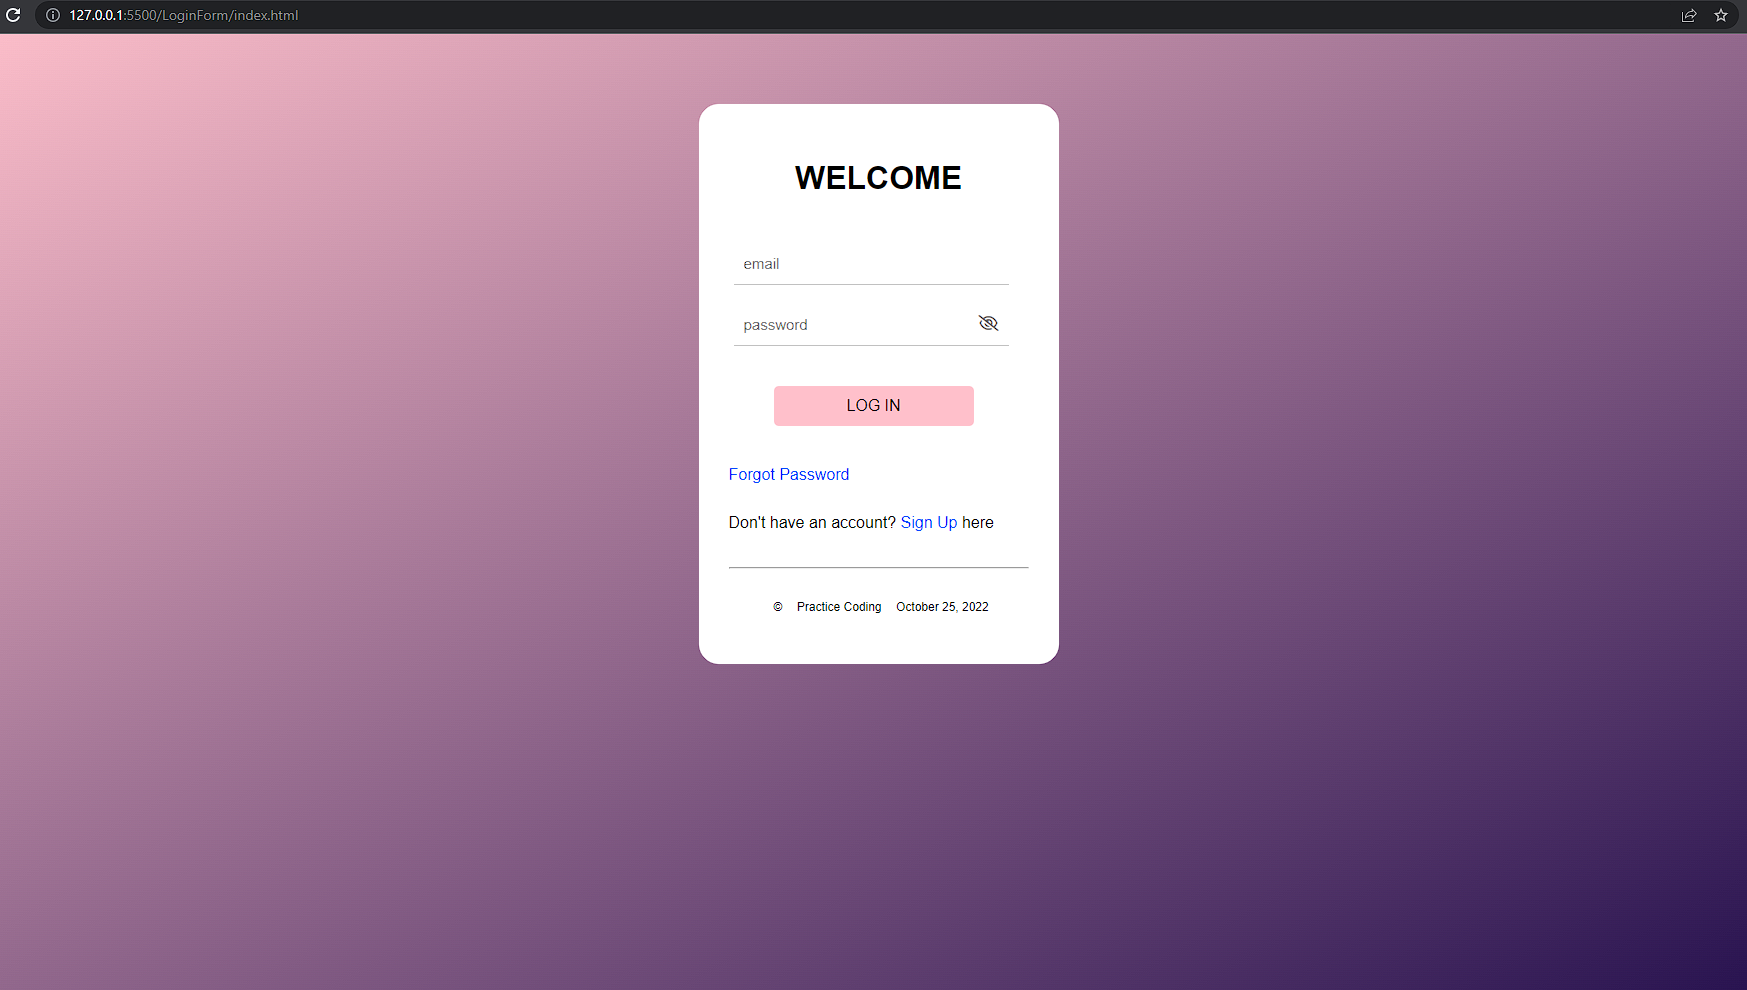 127.0.0.1:5500/LoginForm/index.html
WELCOME
email
password
LOG IN
Forgot Password
Don't have an account? Sign Up here
© Practice Coding October 25, 2022